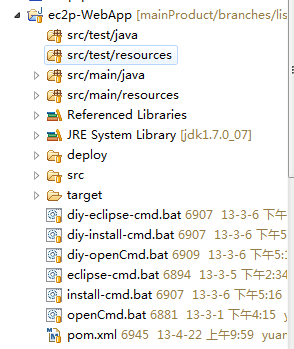 ec2p-WebApp [mainProduct/branches/lis
src/test/java
src/test/resources
src/main/java
src/main/resources
Referenced Libraries
JRE System Library [jdk1.7.0_07]
deploy
src
target
diy-eclipse-cmd.bat 6907 13-3-6 下午
diy-install-cmd.bat 6907 13-3-6 下午5
diy-openCmd.bat 6909 13-3-6 下午5:
eclipse-cmd.bat 6894 13-3-5 下午2:34
install-cmd.bat 6907 13-3-6 下午5:16
openCmd.bat 6881 13-3-1 下午4:15 y
pom.xml 6945 13-4-22 上午9:59 yuan